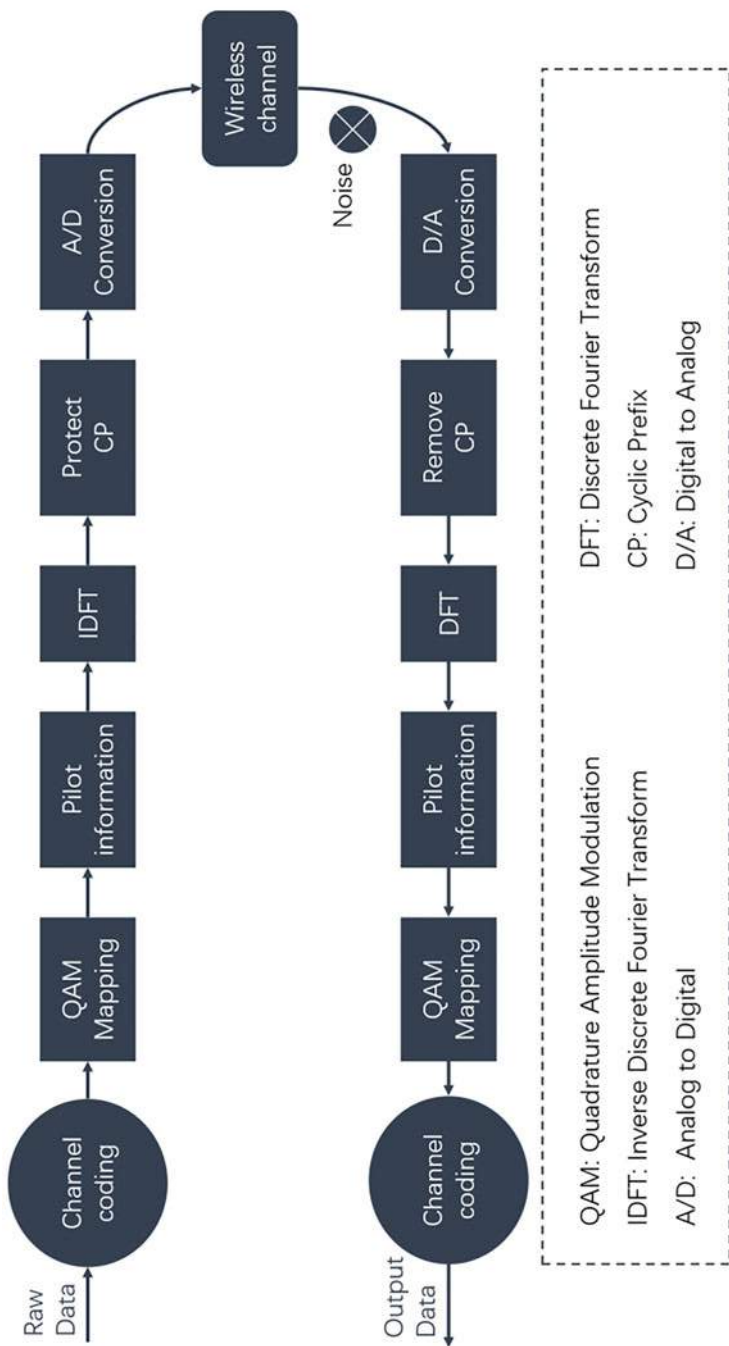 Raw
Data
Channel
coding
QAM
Mapping
Pilot
information
IDFT
Protect
CP
A/D
Conversion
Wireless
channel
Noise
D/A
Conversion
Remove
CP
DFT
Pilot
information
QAM
Mapping
Channel
coding
Output
Data
QAM: Quadrature Amplitude Modulation
IDFT: Inverse Discrete Fourier Transform
A/D: Analog to Digital
DFT: Discrete Fourier Transform
CP: Cyclic Prefix
D/A: Digital to Analog